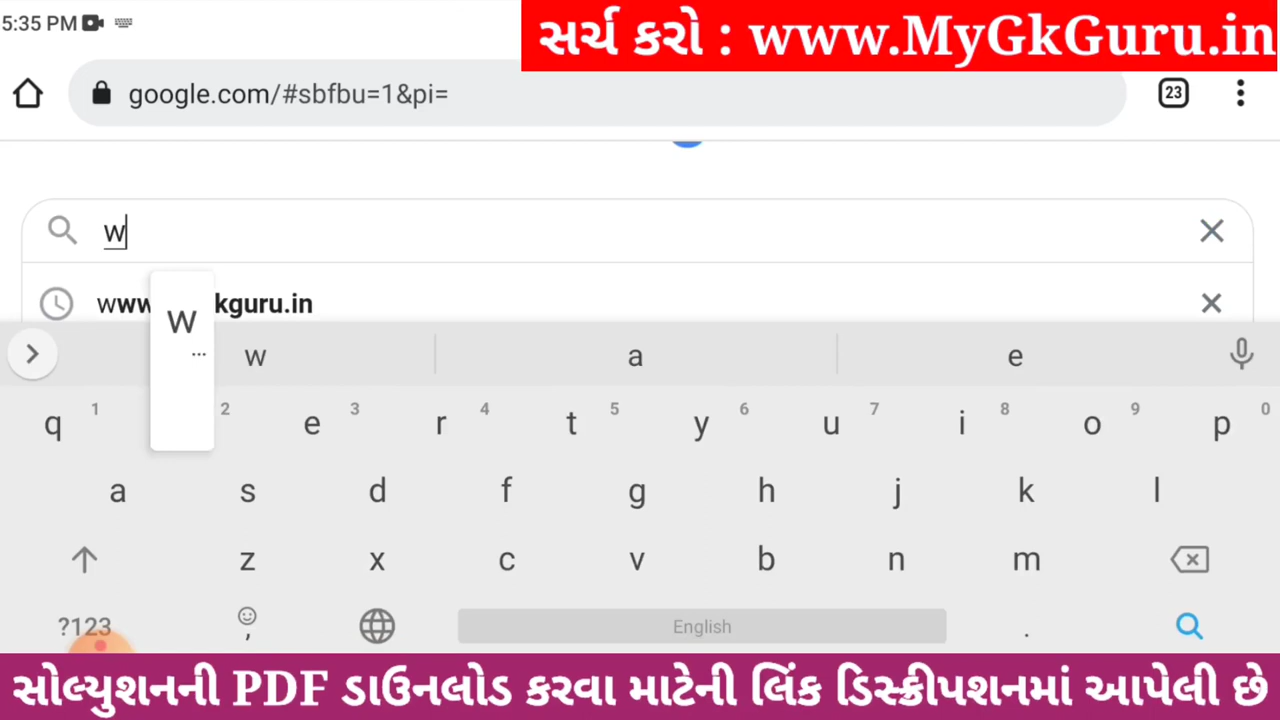 5:35 PM
સર્ચ કરો : www.MyGkGuru.in
google.com/#sbfbu=1&pi=
23
w
kguru.in
w
w a e
q 1 2 e 3 r 4 t 5 y 6 u 7 i 8 o 9 p 0
a s d f g h j k l
z x c v b n m
?123 , English .
સોલ્યુશનની PDF ડાઉનલોડ કરવા માટેની લિંક ડિસ્ક્રીપશનમાં આપેલી છે